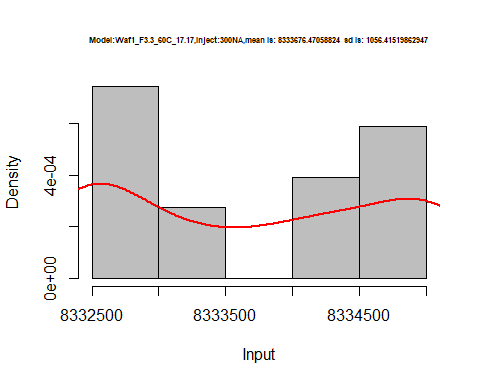 Model:Waf1_F3.3_60C_17.17,Inject:300NA,mean is: 8333676.47058824 sd is: 1056.41519862947
Density
4e-04
0e+00
8332500 8333500 8334500
Input